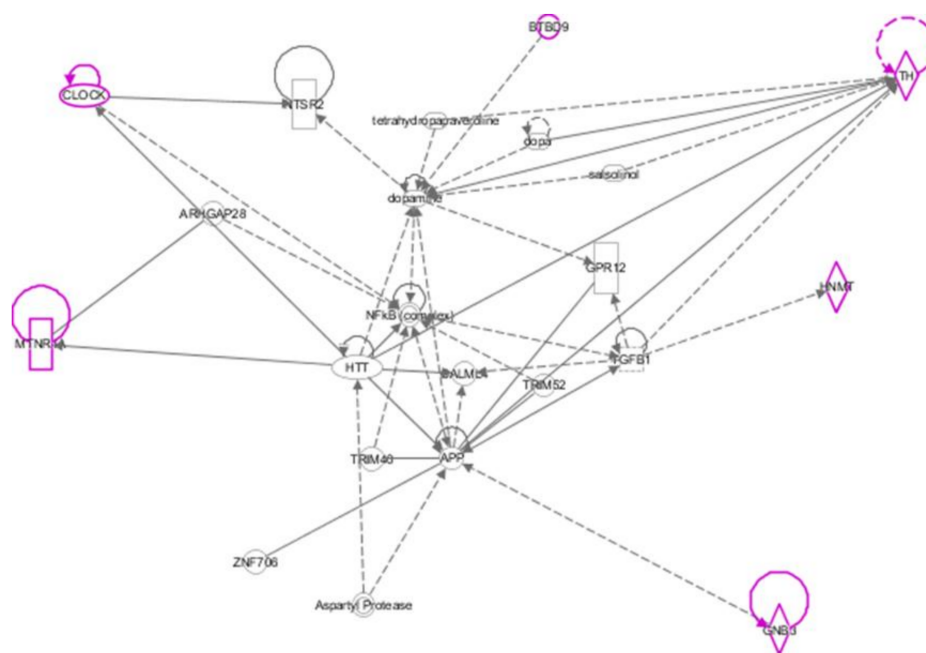 BTBD9
TH
CLOCK
NTSR2
tetrahydropapaveroline
dopa
salsolinol
dopamine
ARHGAP28
GPR12
HNMT
NFkB (complex)
MTNR1A
HTT
CALML4
TRIM52
TGFB1
TRIM40
APP
ZNF706
Aspartyl Protease
GNB3